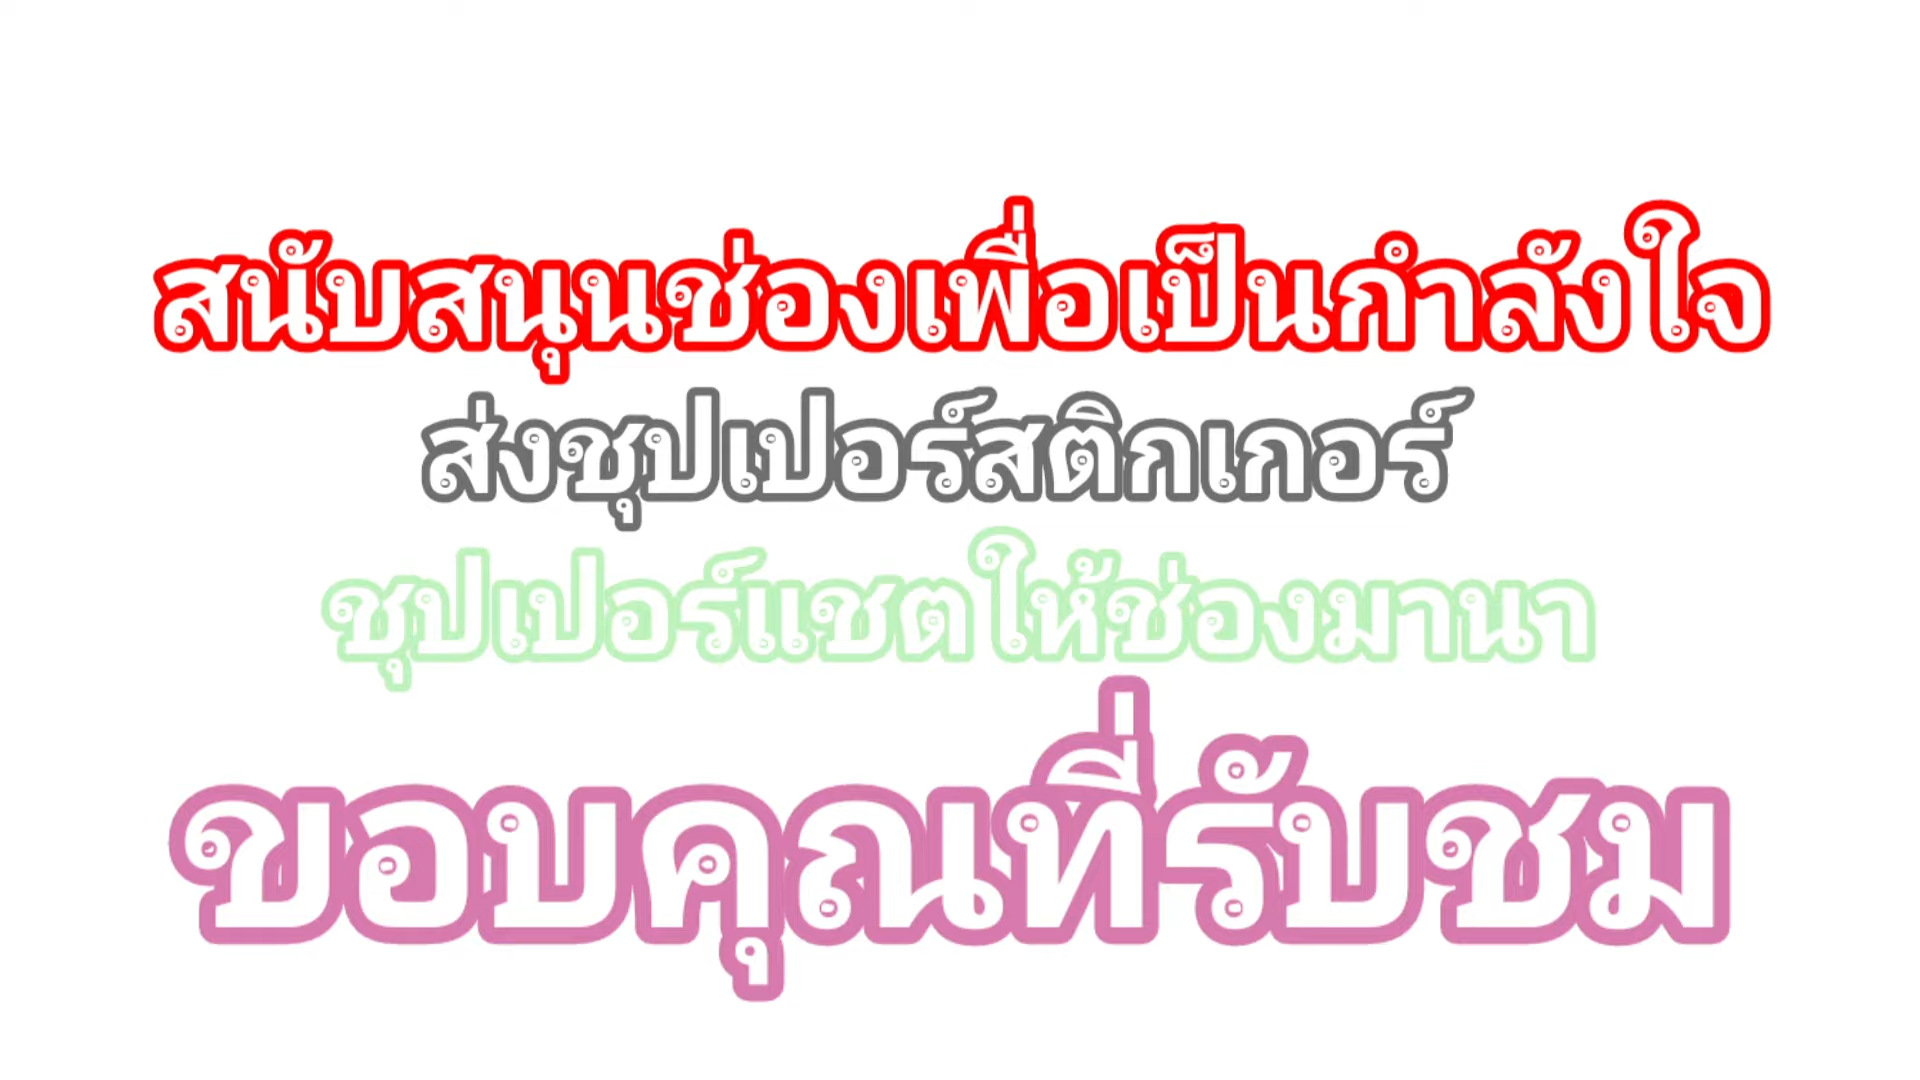 สนับสนุนช่องเพื่อเป็นกำลังใจ
ส่งซุปเปอร์สติกเกอร์
ซุปเปอร์แชตให้ช่องมานา
ขอบคุณที่รับชม